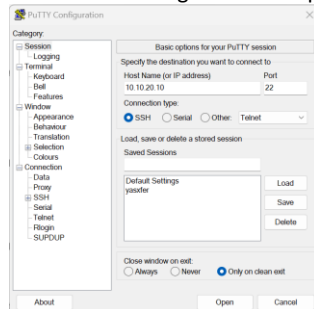 PuTTY Configuration
Category:
Session
Logging
Terminal
Keyboard
Bell
Features
Window
Appearance
Behaviour
Translation
Selection
Colours
Connection
Data
Proxy
SSH
Serial
Telnet
Rlogin
SUPDUP
Basic options for your PuTTY session
Specify the destination you want to connect to
Host Name (or IP address) Port
10.10.20.10 22
Connection type:
SSH Serial Other: Telnet
Load, save or delete a stored session
Saved Sessions
Default Settings
yasxfer
Load
Save
Delete
Close window on exit:
Always Never Only on clean exit
About Open Cancel